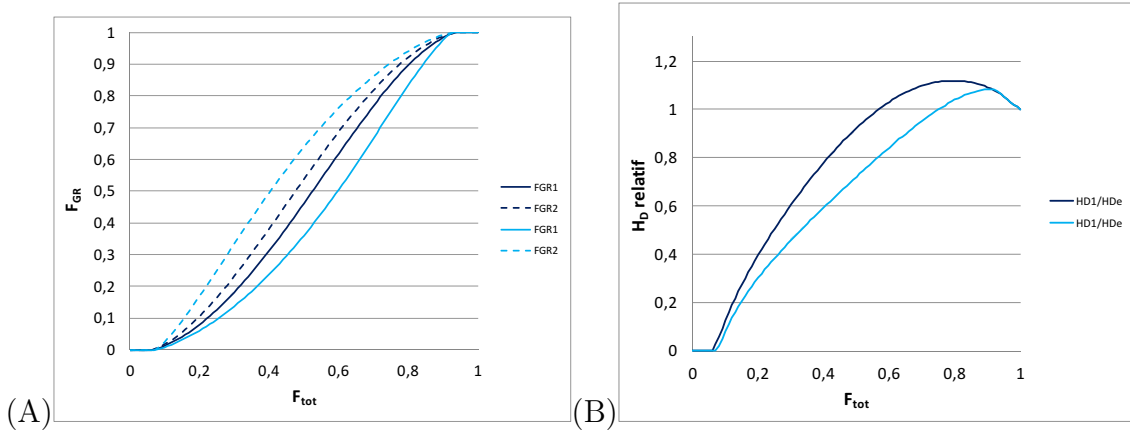 1
0,9
0,8
0,7
0,6
0,5
0,4
0,3
0,2
0,1
0
F_GR
0 0,2 0,4 0,6 0,8 1
F_tot
FGR1
FGR2
FGR1
FGR2
(A)
1,2
1
0,8
0,6
0,4
0,2
0
H_D relatif
0 0,2 0,4 0,6 0,8 1
F_tot
HD1/HDe
HD1/HDe
(B)